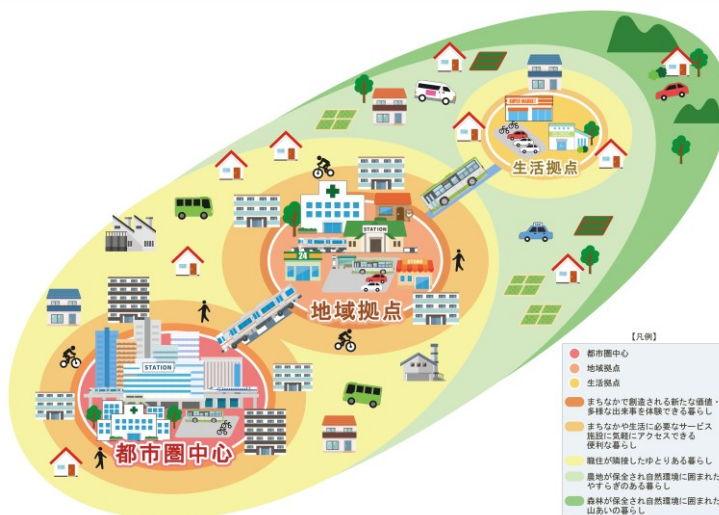 SUPER MARKET
CLINIC
生活拠点
STATION
24
STORE
地域拠点
STATION
都市圏中心
【凡例】
都市圏中心
地域拠点
生活拠点
まちなかで創造される新たな価値・
多様な出来事を体験できる暮らし
まちなかや生活に必要なサービス
施設に気軽にアクセスできる
便利な暮らし
職住が隣接したゆとりある暮らし
農地が保全され自然環境に囲まれた
やすらぎのある暮らし
森林が保全され自然環境に囲まれた
山あいの暮らし